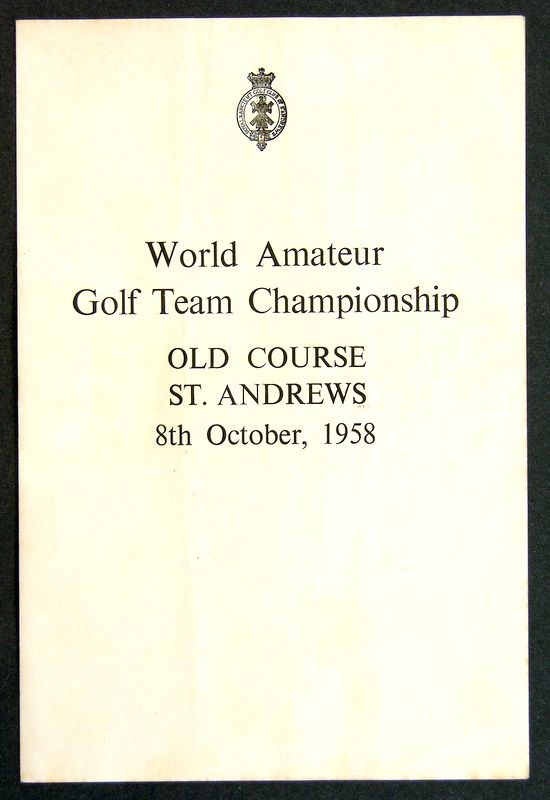 World Amateur
Golf Team Championship
OLD COURSE
ST. ANDREWS
8th October, 1958